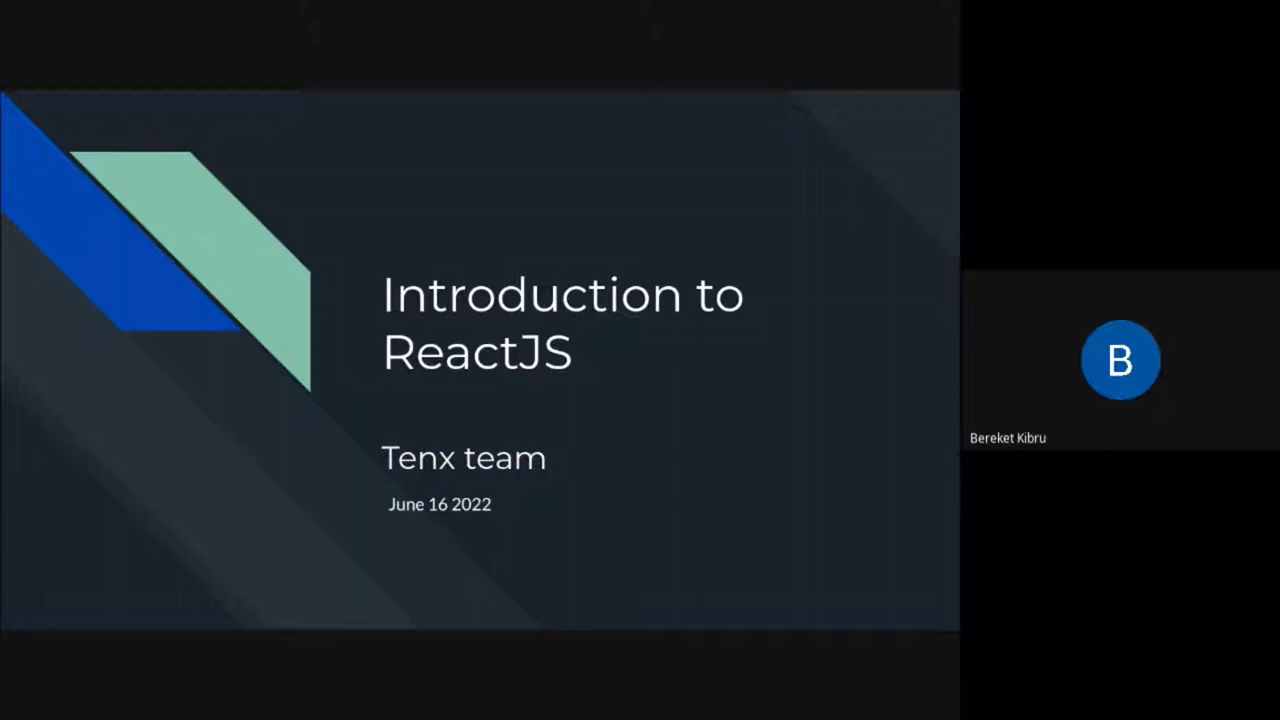 Introduction to
ReactJS
Tenx team
June 16 2022
B
Bereket Kibru